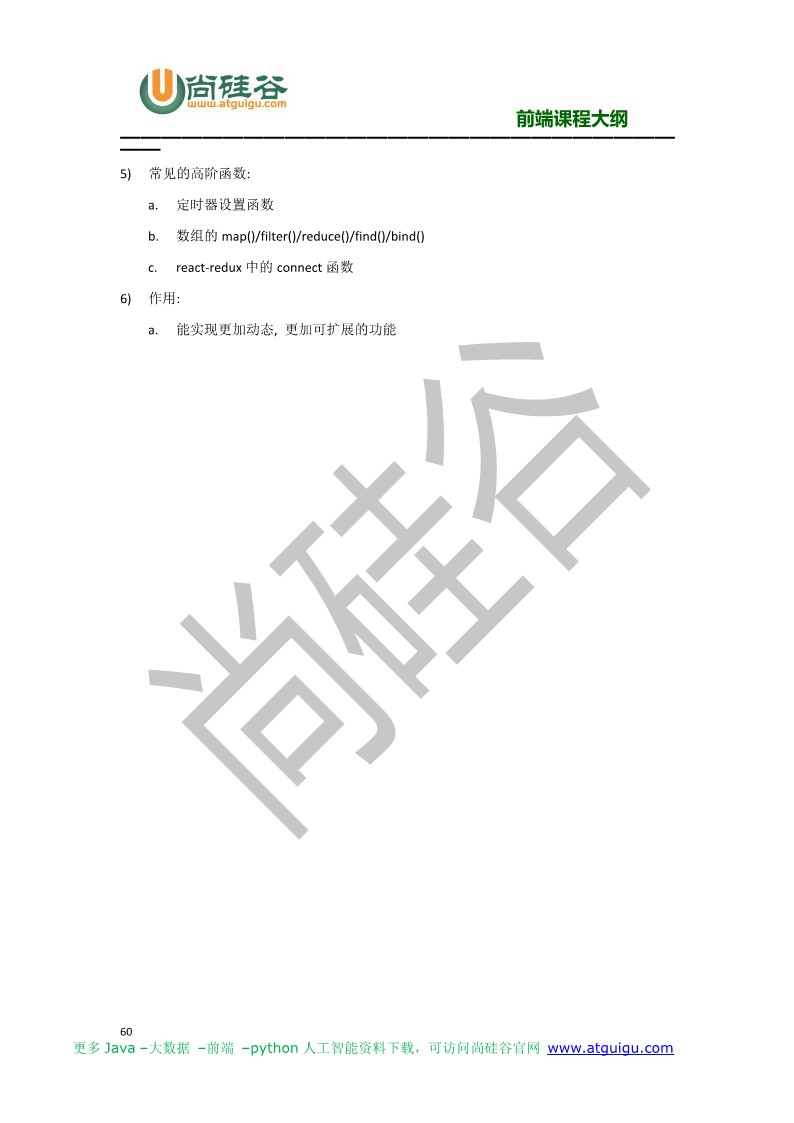 尚硅谷
www.atguigu.com
前端课程大纲
5) 常见的高阶函数:
a. 定时器设置函数
b. 数组的 map()/filter()/reduce()/find()/bind()
c. react-redux 中的 connect 函数
6) 作用:
a. 能实现更加动态, 更加可扩展的功能
尚硅谷
60
更多 Java –大数据 –前端 –python 人工智能资料下载，可访问尚硅谷官网 www.atguigu.com